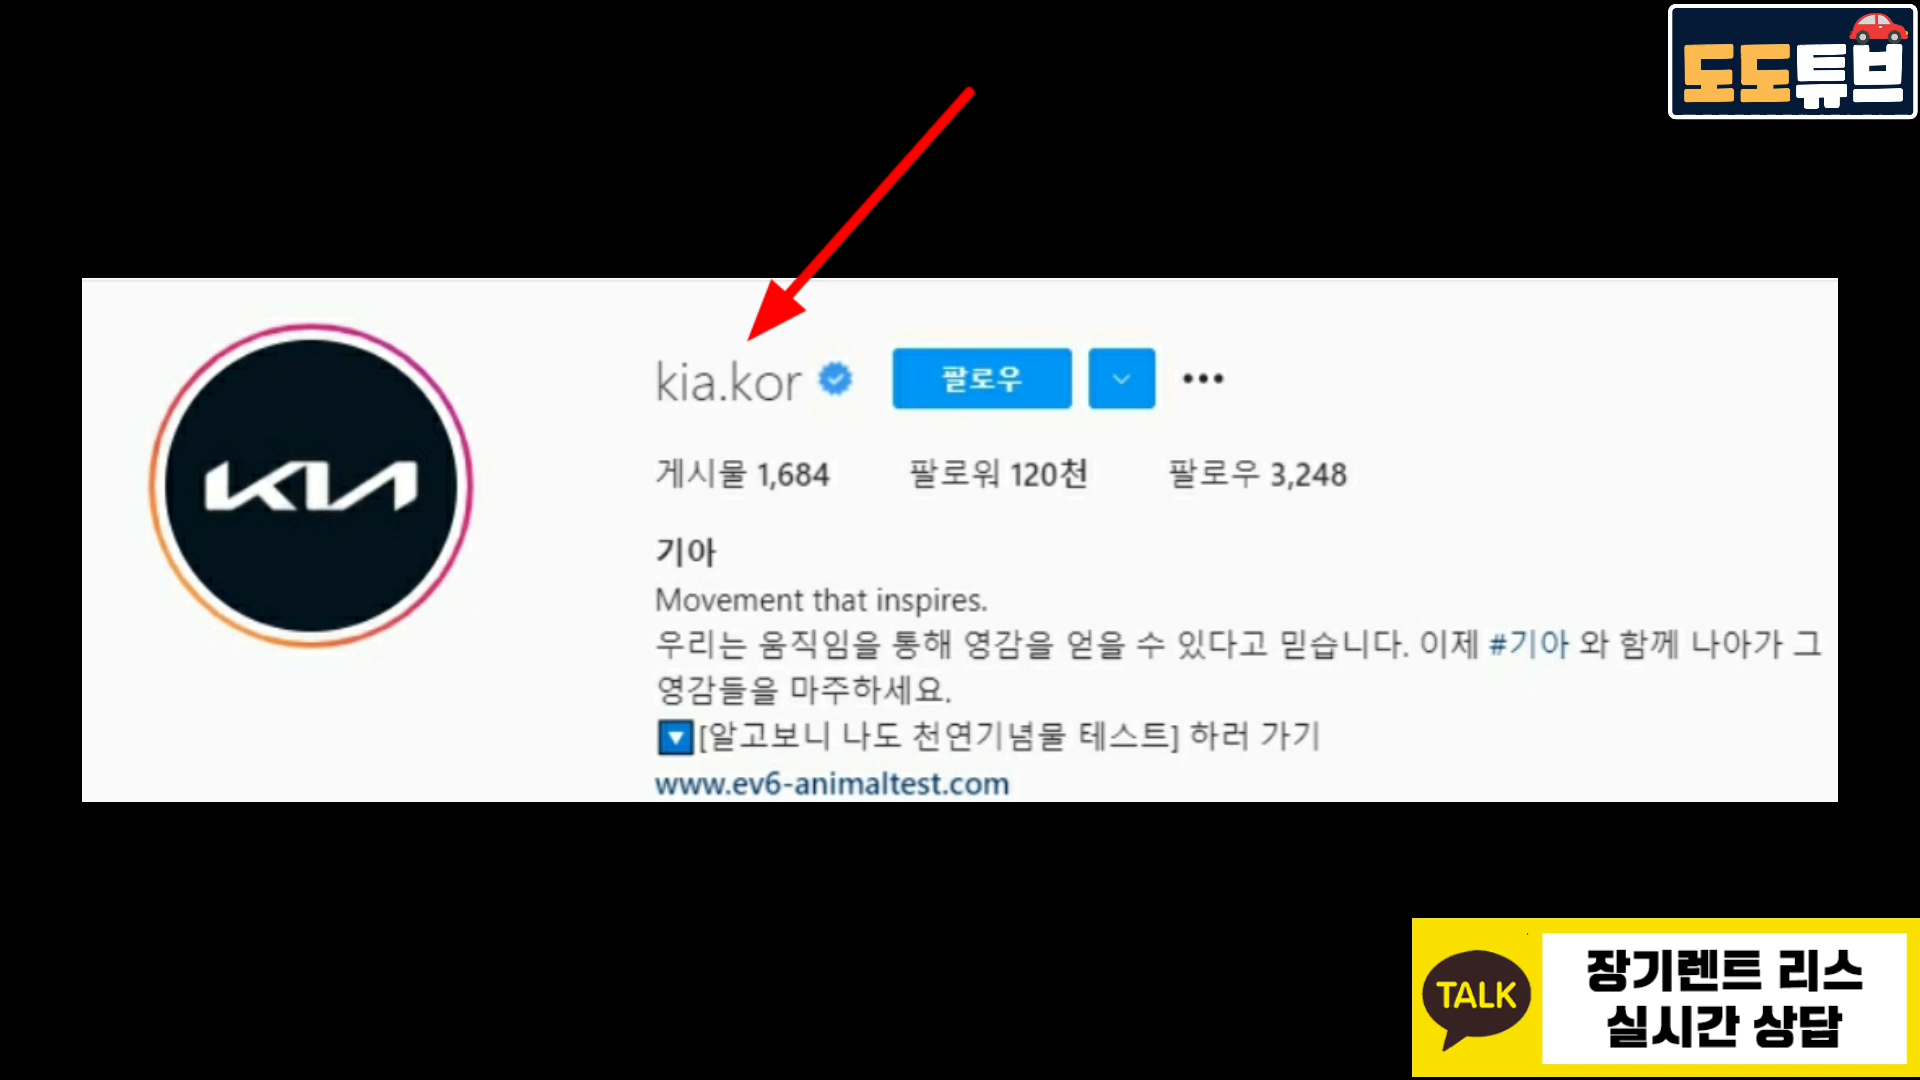 도도튜브
kia.kor 팔로우
게시물 1,684 팔로워 120천 팔로우 3,248
KIA
기아
Movement that inspires.
우리는 움직임을 통해 영감을 얻을 수 있다고 믿습니다. 이제 #기아 와 함께 나아가 그
영감들을 마주하세요.
[알고보니 나도 천연기념물 테스트] 하러 가기
www.ev6-animaltest.com
TALK
장기렌트 리스
실시간 상담